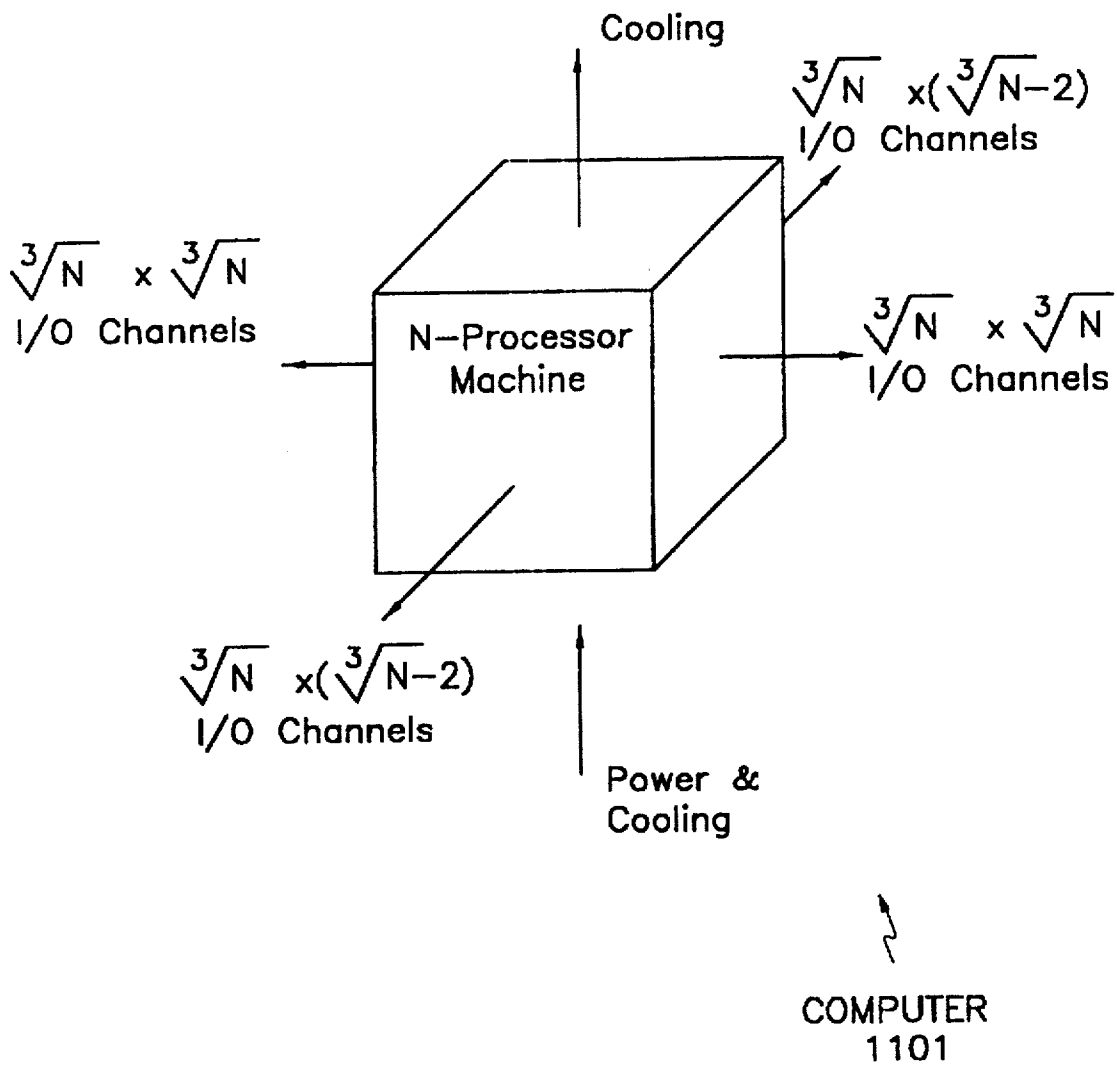 Cooling
∛N x(∛N-2)
I/O Channels
∛N x ∛N
I/O Channels
N-Processor
Machine
∛N x ∛N
I/O Channels
∛N x(∛N-2)
I/O Channels
Power &
Cooling
COMPUTER
1101